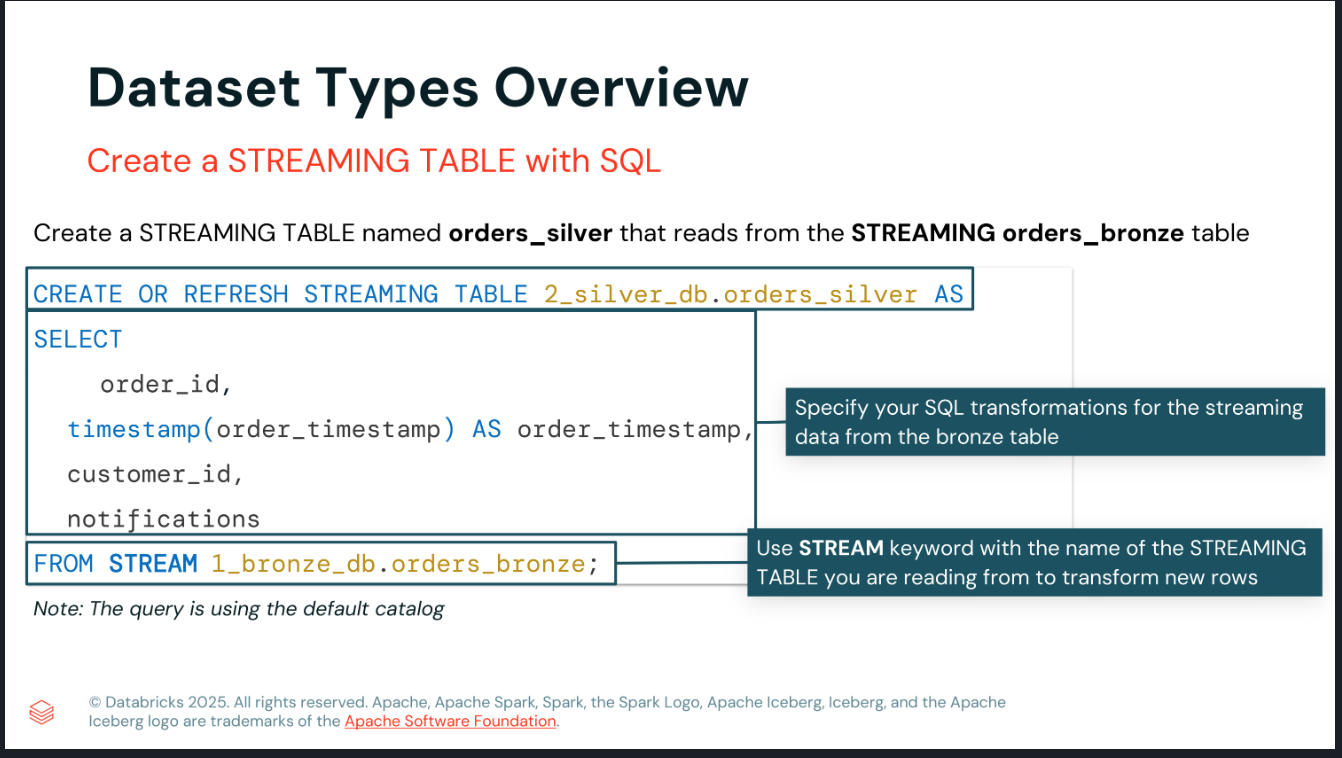 Dataset Types Overview
Create a STREAMING TABLE with SQL
Create a STREAMING TABLE named orders_silver that reads from the STREAMING orders_bronze table
CREATE OR REFRESH STREAMING TABLE 2_silver_db.orders_silver AS
SELECT
order_id,
timestamp(order_timestamp) AS order_timestamp,
customer_id,
notifications
FROM STREAM 1_bronze_db.orders_bronze;
Specify your SQL transformations for the streaming
data from the bronze table
Use STREAM keyword with the name of the STREAMING
TABLE you are reading from to transform new rows
Note: The query is using the default catalog
© Databricks 2025. All rights reserved. Apache, Apache Spark, Spark, the Spark Logo, Apache Iceberg, Iceberg, and the Apache
Iceberg logo are trademarks of the Apache Software Foundation.